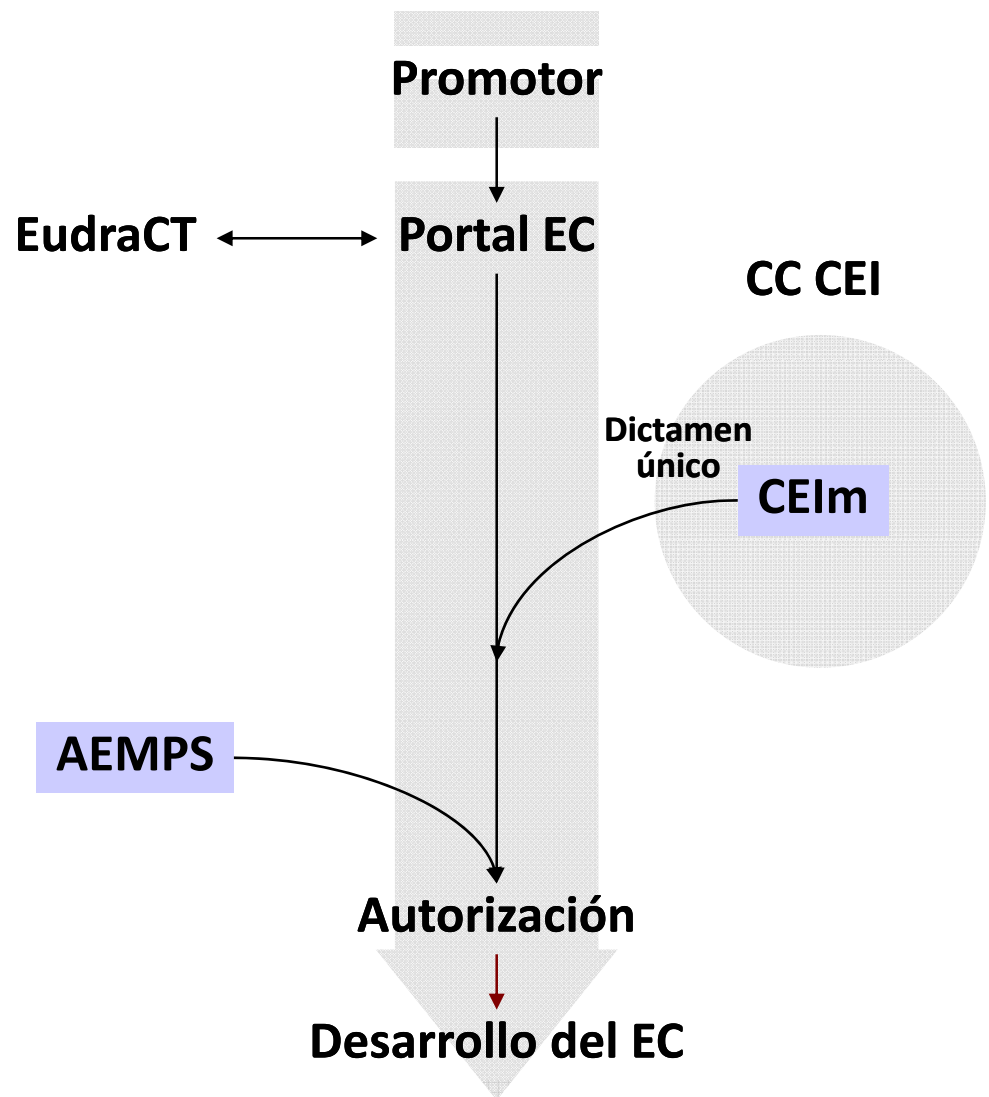 Promotor
EudraCT
Portal EC
CC CEI
Dictamen
único
CEIm
AEMPS
Autorización
Desarrollo del EC